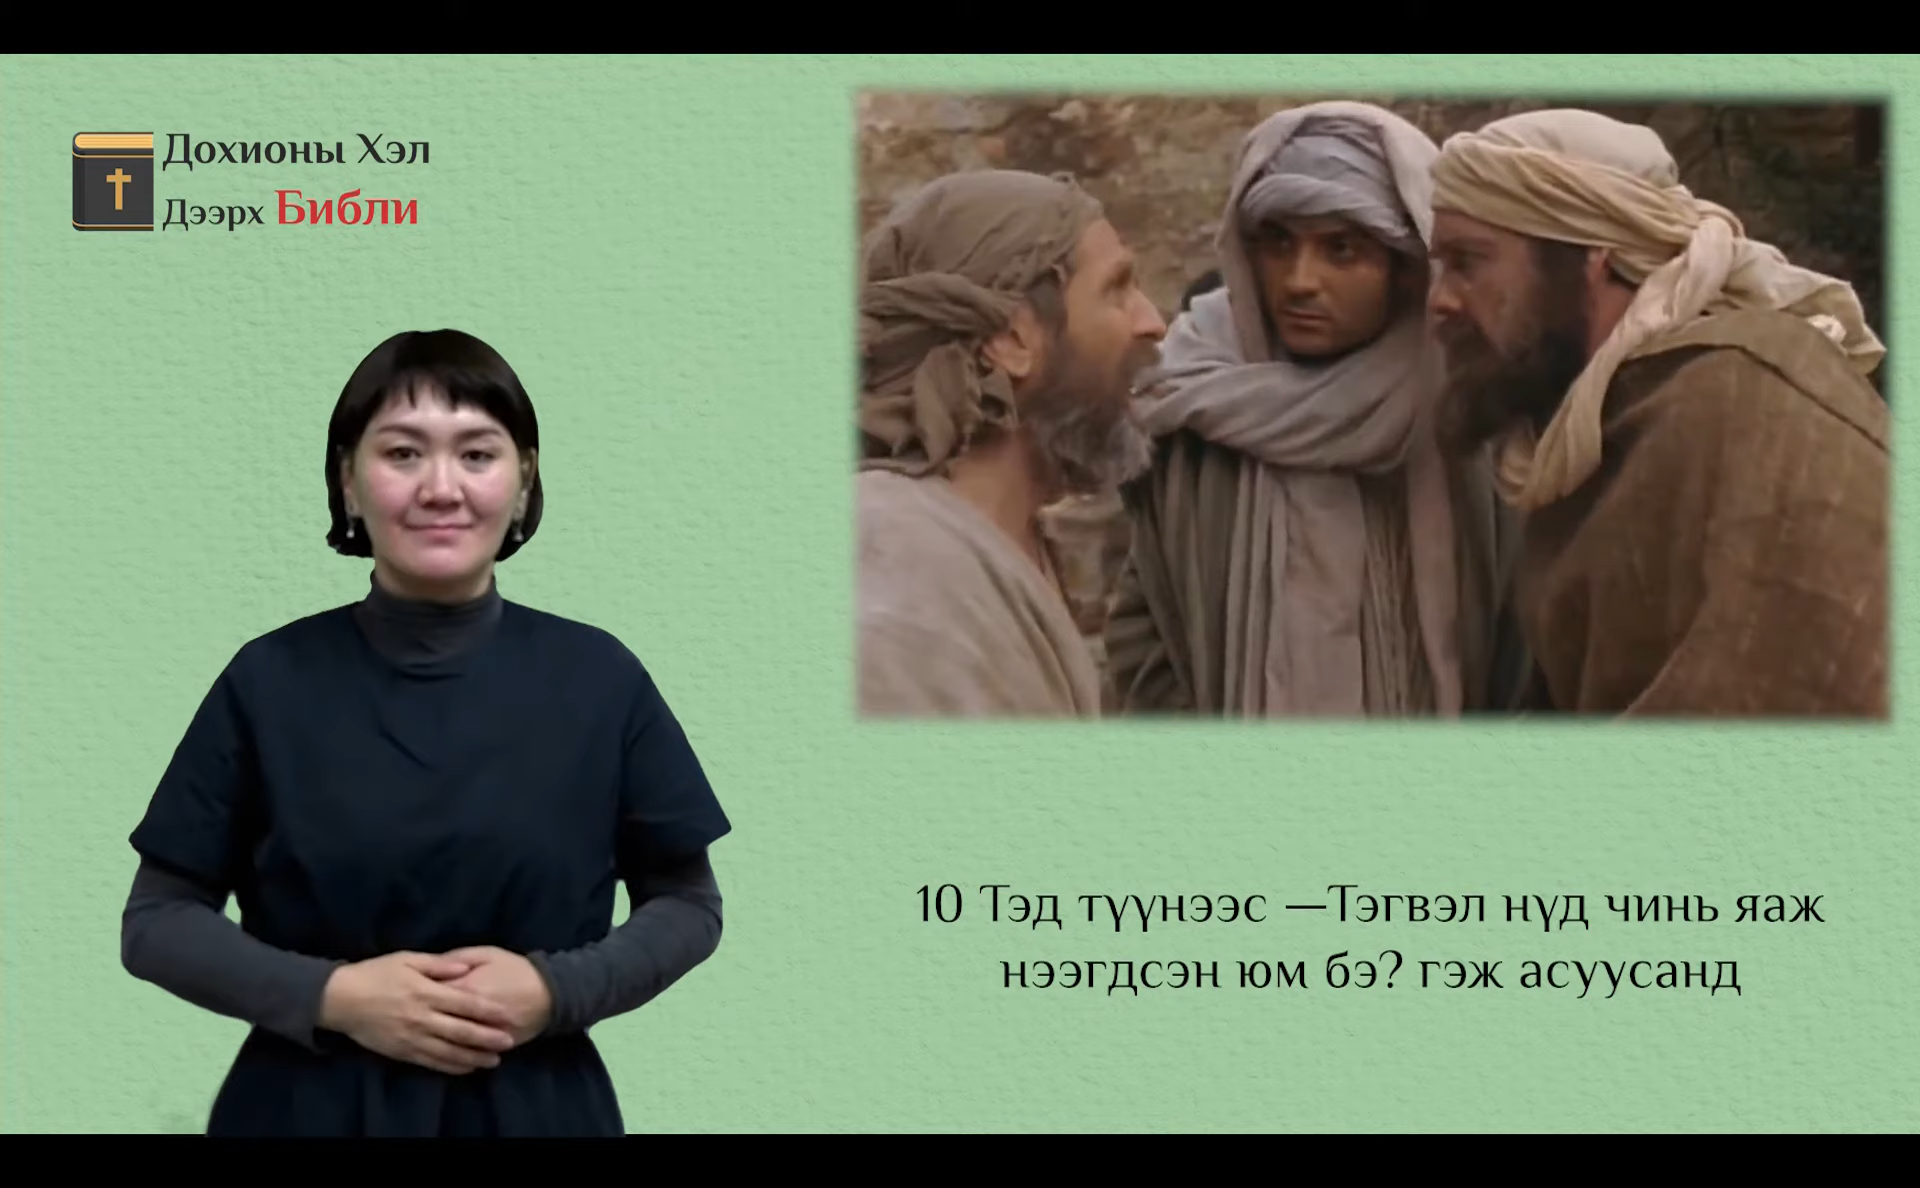 Дохионы Хэл
Дээрх Библи
10 Тэд түүнээс —Тэгвэл нүд чинь яаж
нээгдсэн юм бэ? гэж асуусанд